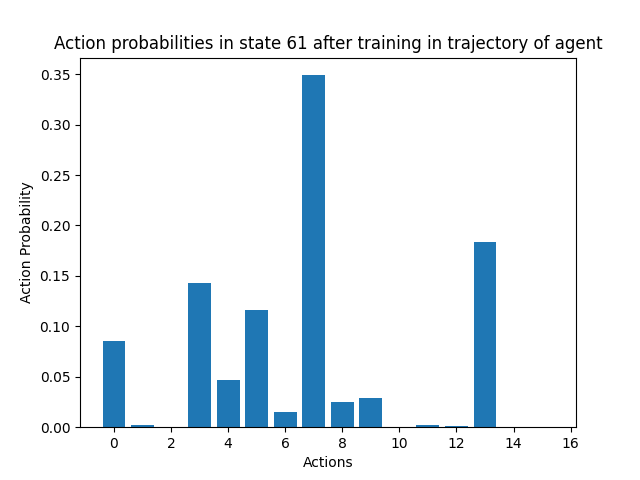 Action probabilities in state 61 after training in trajectory of agent
0.35
0.30
0.25
0.20
0.15
0.10
0.05
0.00
Action Probability
0 2 4 6 8 10 12 14 16
Actions